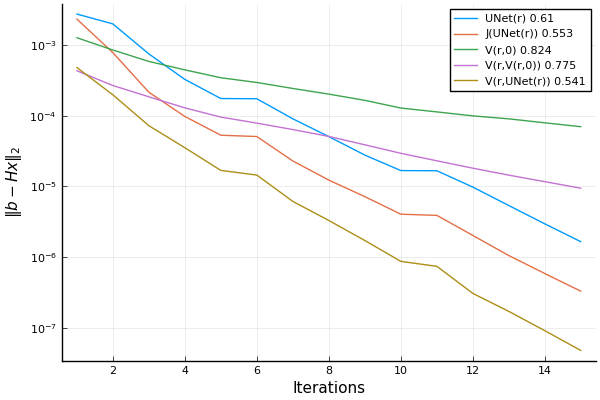 UNet(r) 0.61
J(UNet(r)) 0.553
V(r,0) 0.824
V(r,V(r,0)) 0.775
V(r,UNet(r)) 0.541
‖b − Hx‖₂
10⁻³
10⁻⁴
10⁻⁵
10⁻⁶
10⁻⁷
2 4 6 8 10 12 14
Iterations